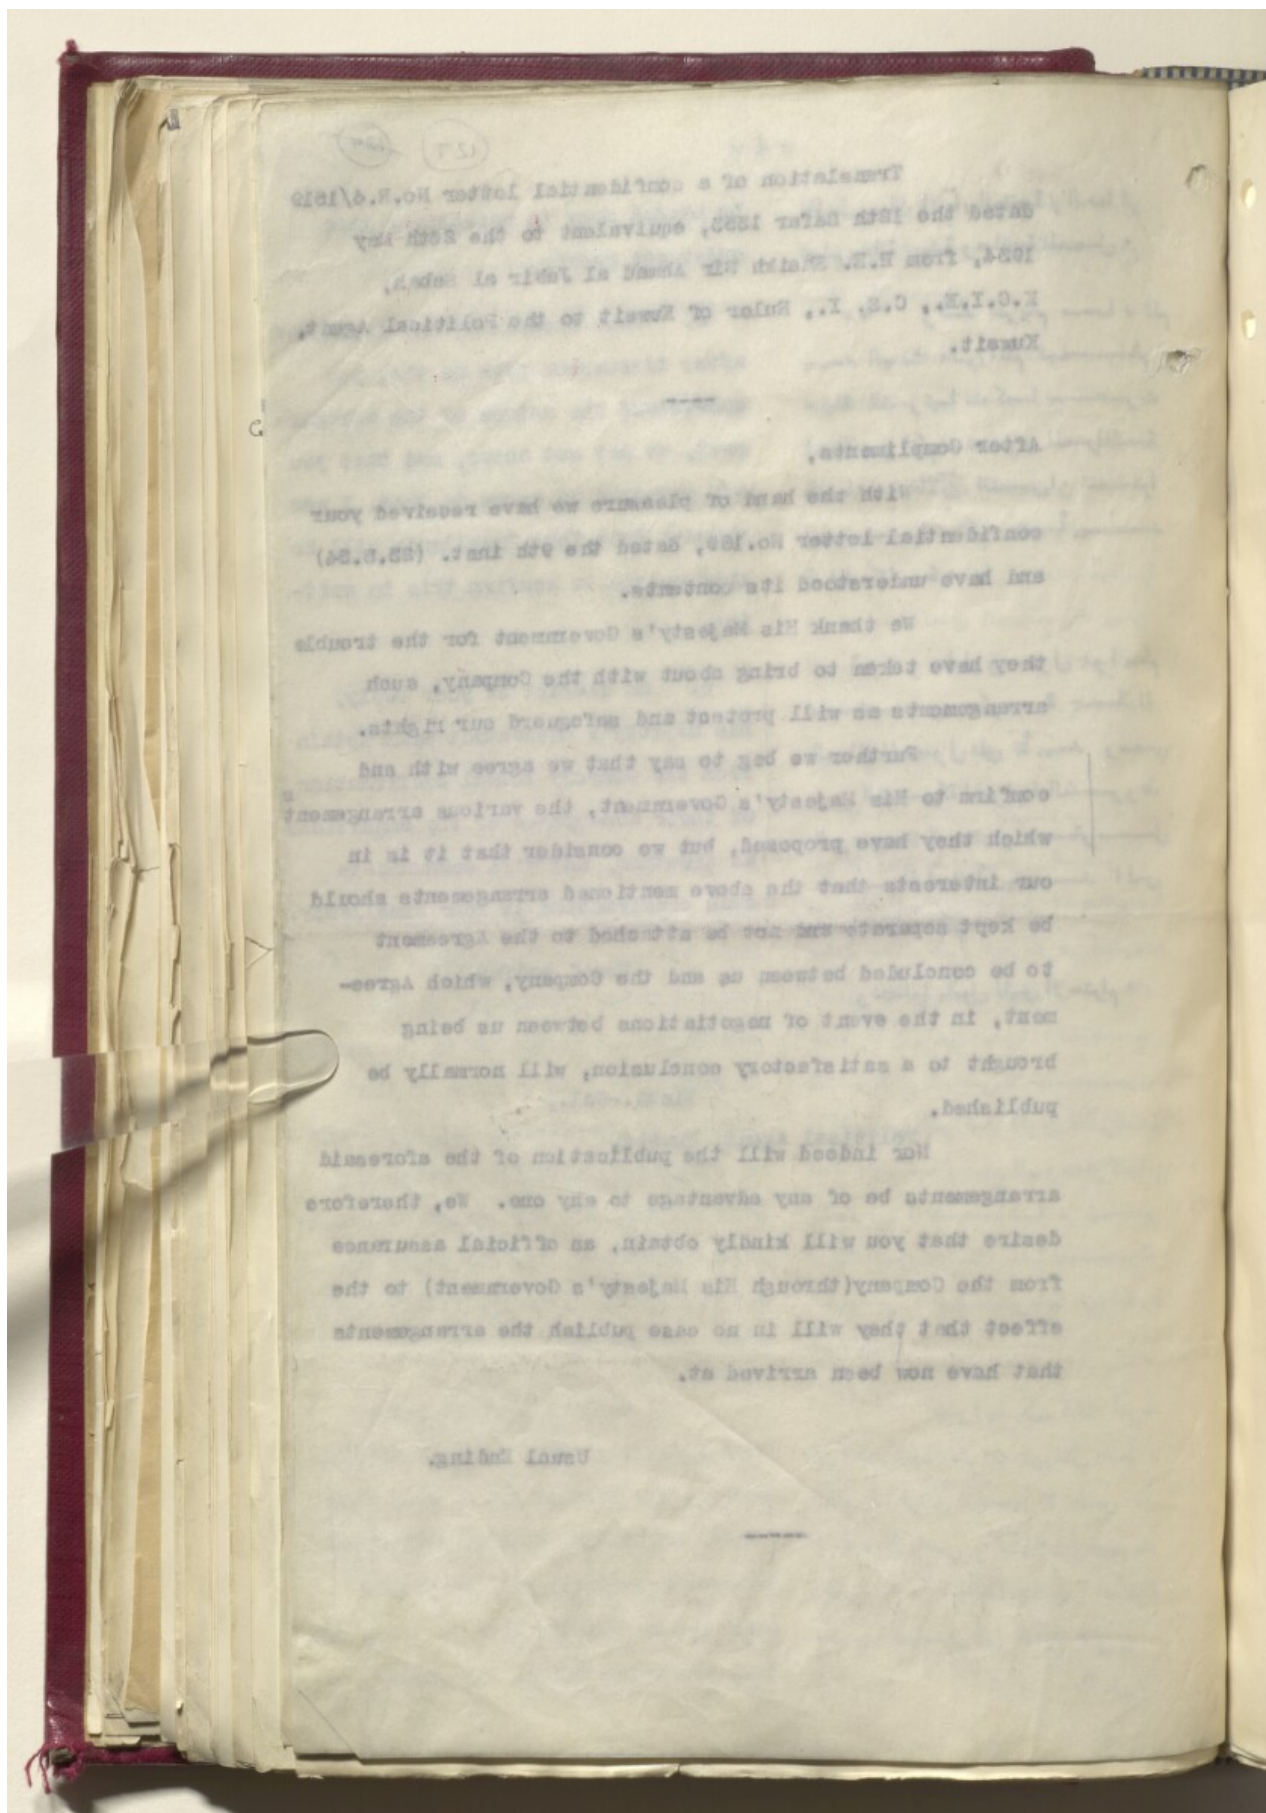 Translation of a confidential letter No.R.6/1619
dated the 12th Safar 1353, equivalent to the 26th May
1934, from H.E. Shaikh Sir Ahmad al Jabir al Subah,
K.C.I.E., C.S.I., Ruler of Kuwait to the Political Agent,
Kuwait.
-----
After Compliments,
With the hand of pleasure we have received your
confidential letter No.169, dated the 9th inst. (23.5.34)
and have understood its contents.
We thank His Majesty's Government for the trouble
they have taken to bring about with the Company, such
arrangements as will protect and safeguard our rights.
Further we beg to say that we agree with and
confirm to His Majesty's Government, the various arrangements
which they have proposed, but we consider that it is in
our interests that the above mentioned arrangements should
be kept separate and not be attached to the Agreement
to be concluded between us and the Company, which Agree-
ment, in the event of negotiations between us being
brought to a satisfactory conclusion, will normally be
published.
Nor indeed will the publication of the aforesaid
arrangements be of any advantage to any one. We, therefore
desire that you will kindly obtain, an official assurance
from the Company(through His Majesty's Government) to the
effect that they will in no case publish the arrangements
that have now been arrived at.
Usual Ending.
-----